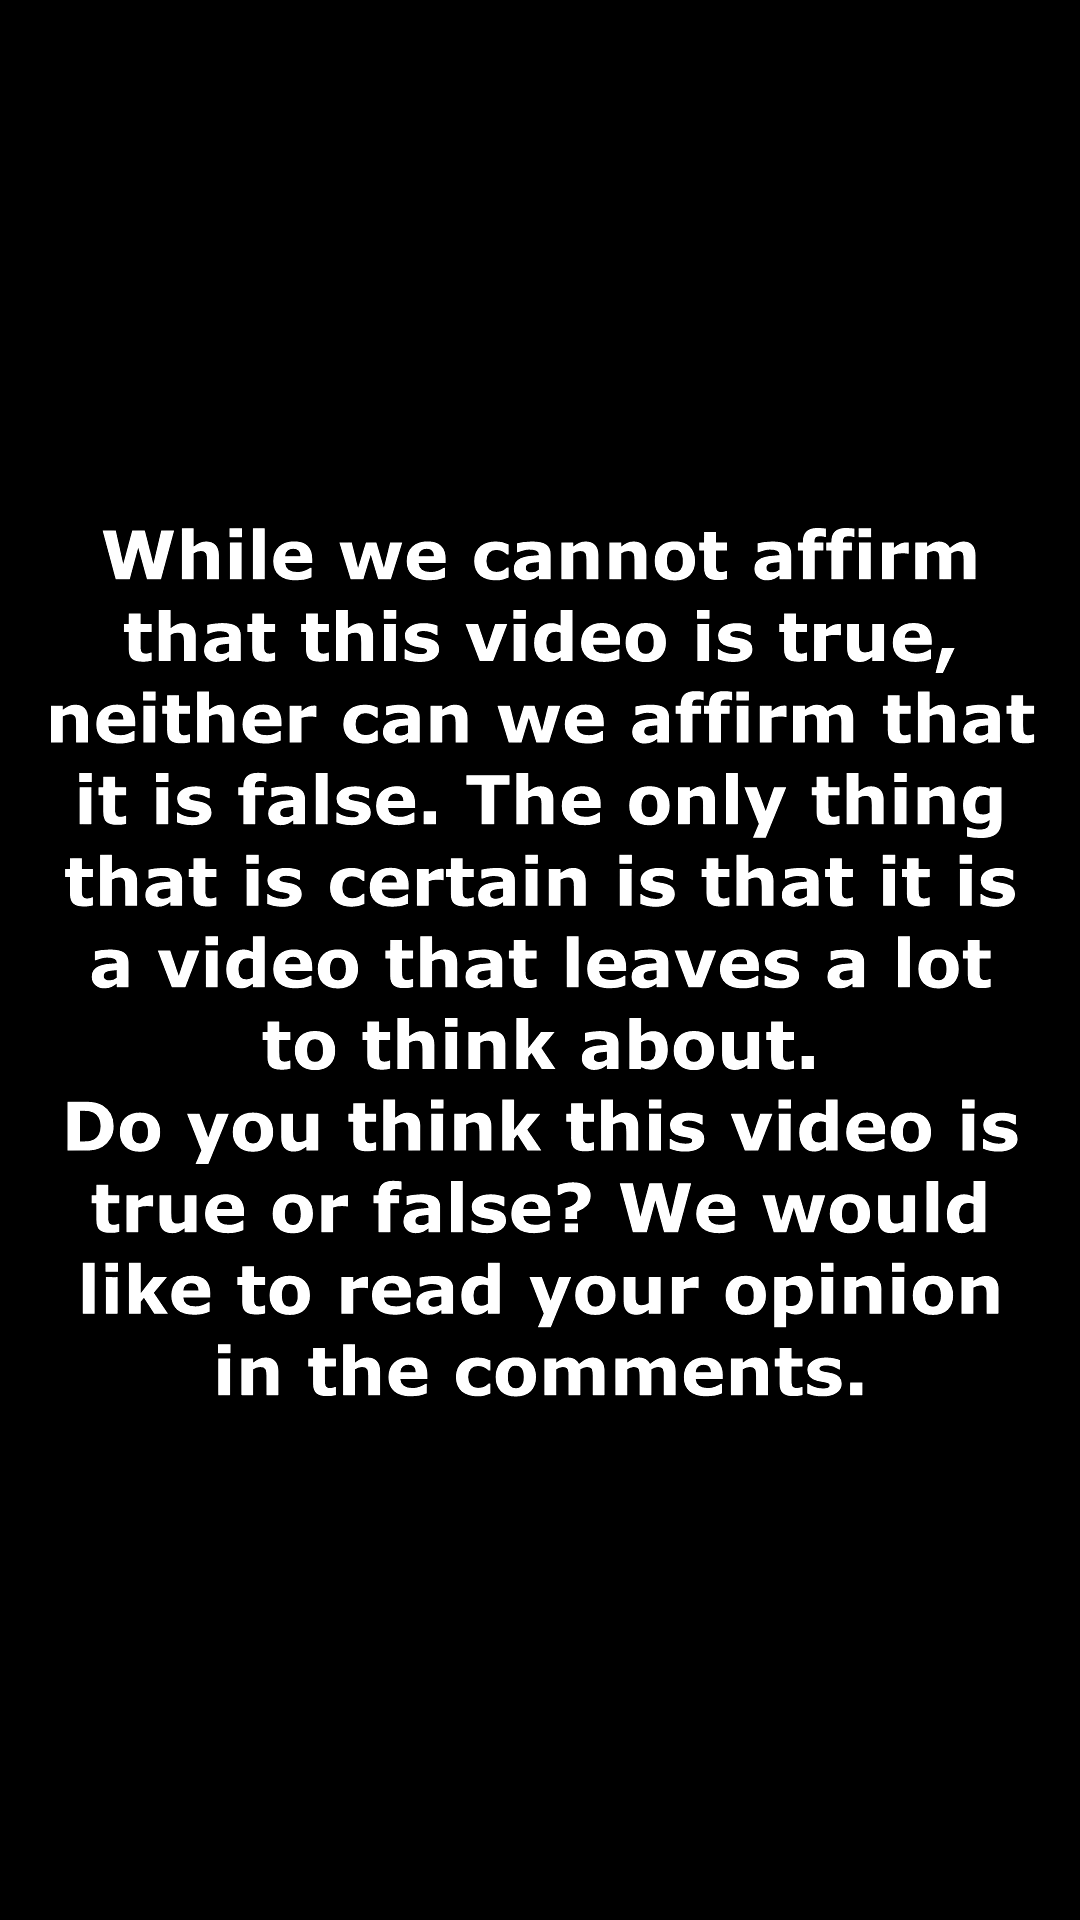 While we cannot affirm
that this video is true,
neither can we affirm that
it is false. The only thing
that is certain is that it is
a video that leaves a lot
to think about.
Do you think this video is
true or false? We would
like to read your opinion
in the comments.